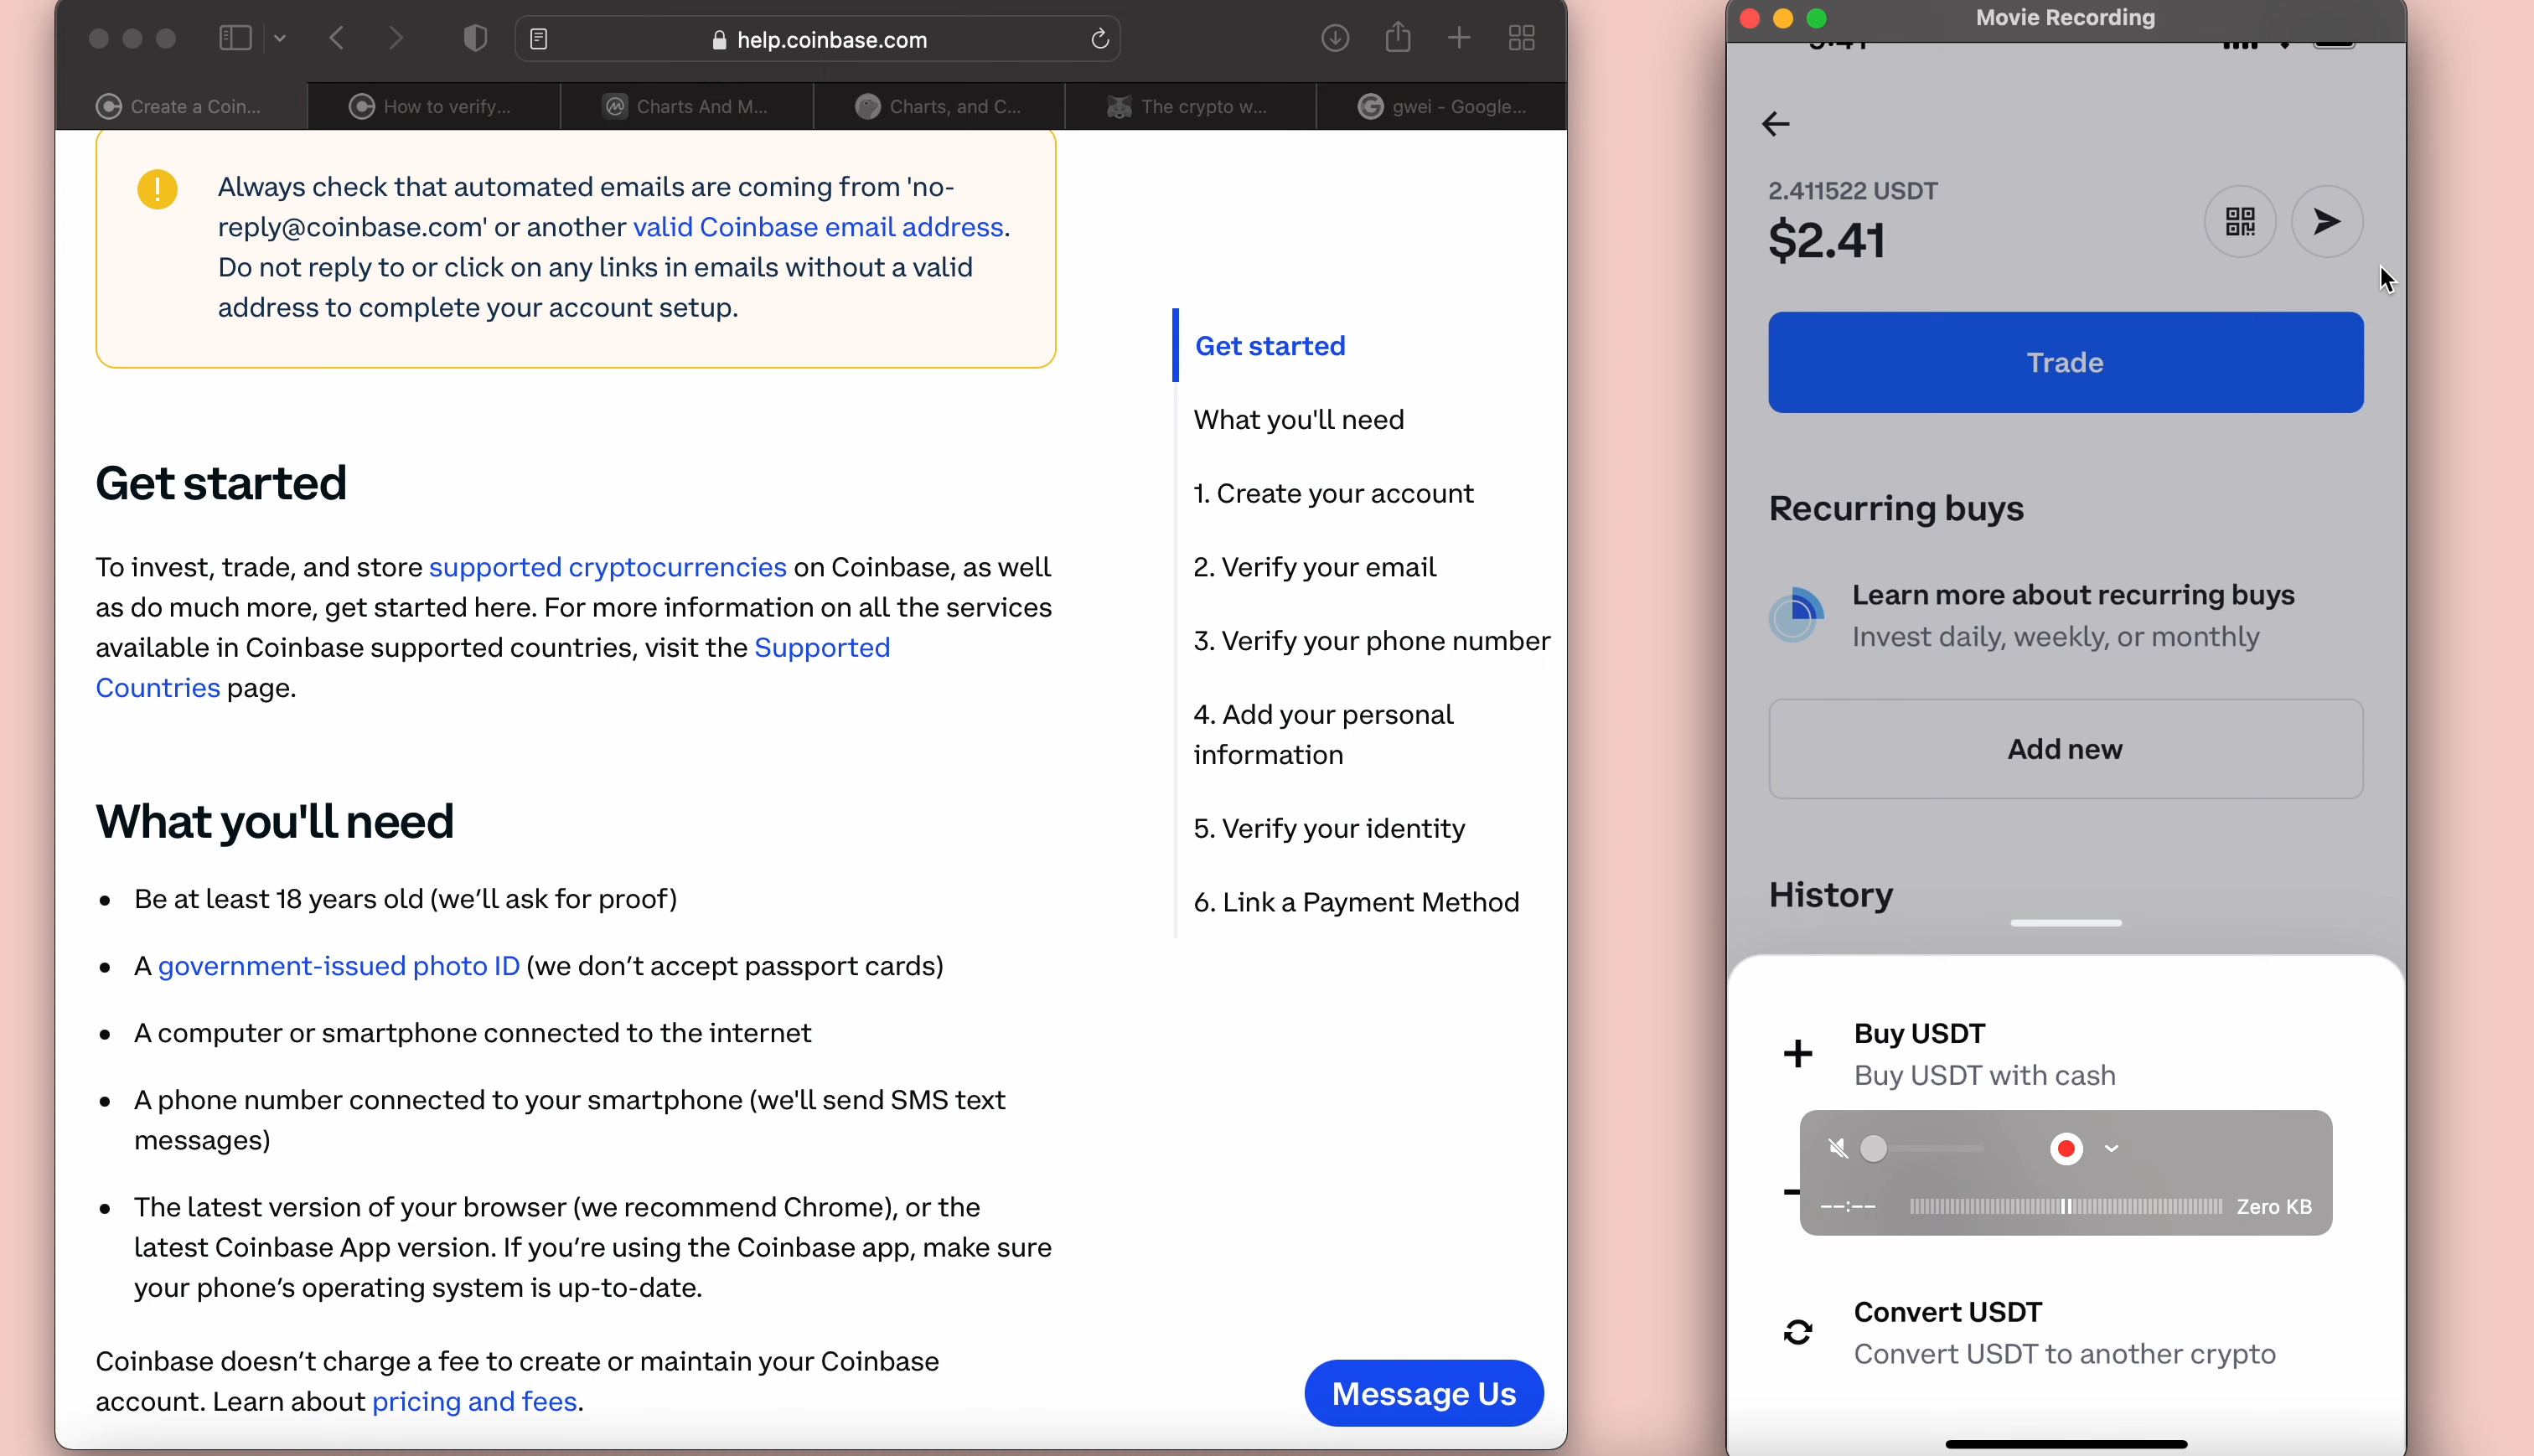 help.coinbase.com
Create a Coin...
How to verify...
Charts And M...
Charts, and C...
The crypto w...
gwei - Google...
Always check that automated emails are coming from 'no-
reply@coinbase.com' or another valid Coinbase email address.
Do not reply to or click on any links in emails without a valid
address to complete your account setup.
Get started
To invest, trade, and store supported cryptocurrencies on Coinbase, as well
as do much more, get started here. For more information on all the services
available in Coinbase supported countries, visit the Supported
Countries page.
What you'll need
• Be at least 18 years old (we’ll ask for proof)
• A government-issued photo ID (we don’t accept passport cards)
• A computer or smartphone connected to the internet
• A phone number connected to your smartphone (we'll send SMS text
messages)
• The latest version of your browser (we recommend Chrome), or the
latest Coinbase App version. If you’re using the Coinbase app, make sure
your phone’s operating system is up-to-date.
Coinbase doesn’t charge a fee to create or maintain your Coinbase
account. Learn about pricing and fees.
Get started
What you'll need
1. Create your account
2. Verify your email
3. Verify your phone number
4. Add your personal
information
5. Verify your identity
6. Link a Payment Method
Message Us
Movie Recording
2.411522 USDT
$2.41
Trade
Recurring buys
Learn more about recurring buys
Invest daily, weekly, or monthly
Add new
History
Buy USDT
Buy USDT with cash
--:--
Zero KB
Convert USDT
Convert USDT to another crypto